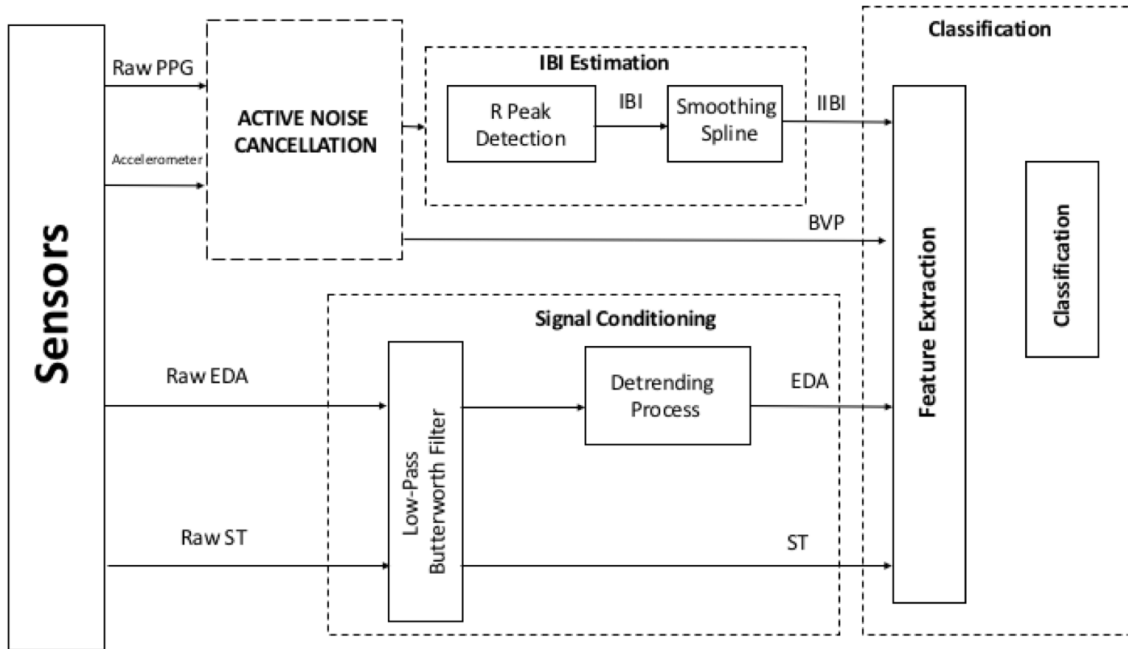 Sensors
Raw PPG
Accelerometer
ACTIVE NOISE
CANCELLATION
IBI Estimation
R Peak
Detection
IBI
Smoothing
Spline
IIBI
BVP
Signal Conditioning
Raw EDA
Raw ST
Low-Pass
Butterworth Filter
Detrending
Process
EDA
ST
Classification
Feature Extraction
Classification